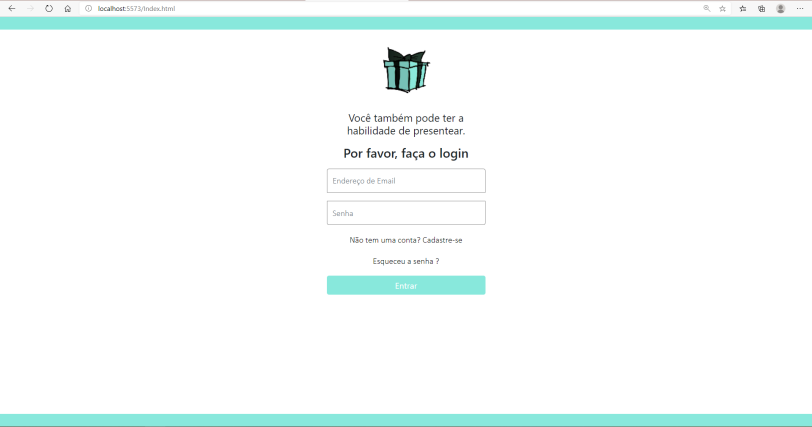 localhost:5573/Index.html
Você também pode ter a
habilidade de presentear.
Por favor, faça o login
Endereço de Email
Senha
Não tem uma conta? Cadastre-se
Esqueceu a senha ?
Entrar